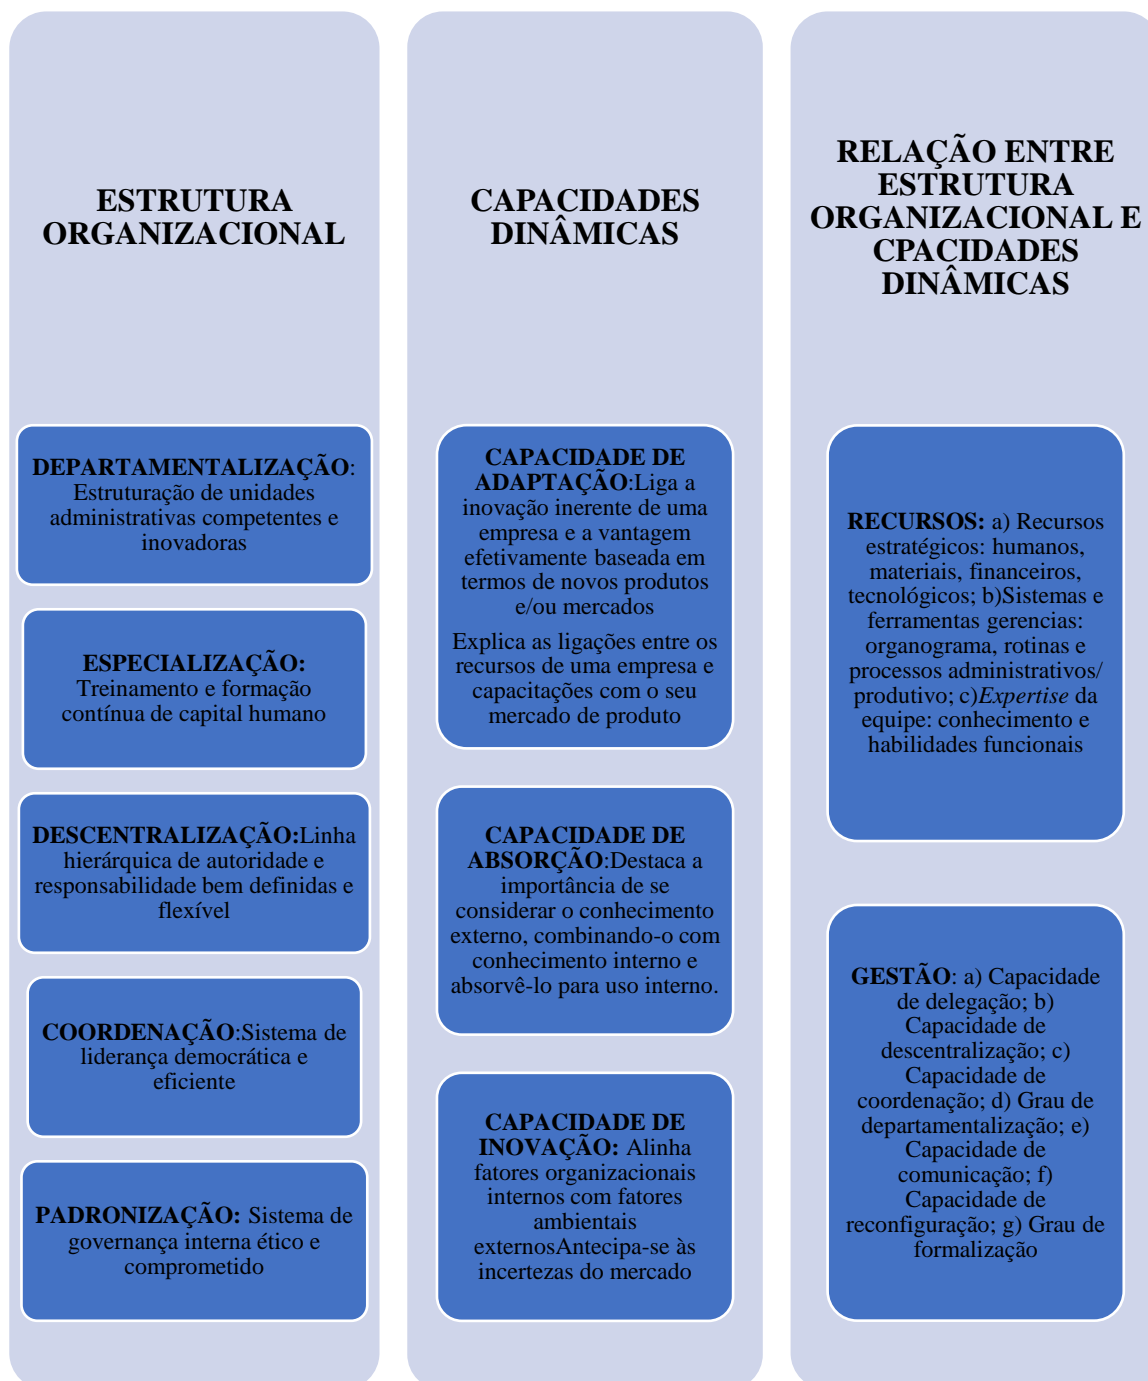 ESTRUTURA
ORGANIZACIONAL
DEPARTAMENTALIZAÇÃO:
Estruturação de unidades
administrativas competentes e
inovadoras
ESPECIALIZAÇÃO:
Treinamento e formação
contínua de capital humano
DESCENTRALIZAÇÃO:Linha
hierárquica de autoridade e
responsabilidade bem definidas e
flexível
COORDENAÇÃO:Sistema de
liderança democrática e
eficiente
PADRONIZAÇÃO: Sistema de
governança interna ético e
comprometido
CAPACIDADES
DINÂMICAS
CAPACIDADE DE
ADAPTAÇÃO:Liga a
inovação inerente de uma
empresa e a vantagem
efetivamente baseada em
termos de novos produtos
e/ou mercados
Explica as ligações entre os
recursos de uma empresa e
capacitações com o seu
mercado de produto
CAPACIDADE DE
ABSORÇÃO:Destaca a
importância de se
considerar o conhecimento
externo, combinando-o com
conhecimento interno e
absorvê-lo para uso interno.
CAPACIDADE DE
INOVAÇÃO: Alinha
fatores organizacionais
internos com fatores
ambientais
externosAntecipa-se às
incertezas do mercado
RELAÇÃO ENTRE
ESTRUTURA
ORGANIZACIONAL E
CPACIDADES
DINÂMICAS
RECURSOS: a) Recursos
estratégicos: humanos,
materiais, financeiros,
tecnológicos; b)Sistemas e
ferramentas gerencias:
organograma, rotinas e
processos administrativos/
produtivo; c)Expertise da
equipe: conhecimento e
habilidades funcionais
GESTÃO: a) Capacidade
de delegação; b)
Capacidade de
descentralização; c)
Capacidade de
coordenação; d) Grau de
departamentalização; e)
Capacidade de
comunicação; f)
Capacidade de
reconfiguração; g) Grau de
formalização